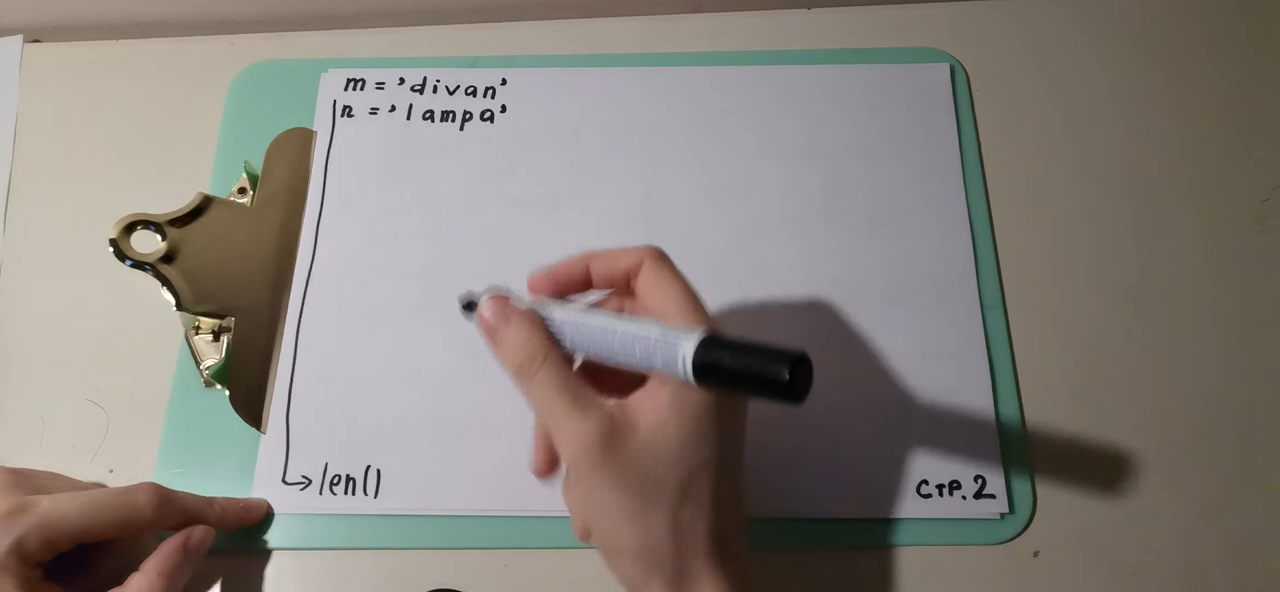 m = 'divan'
n = 'lampa'
len()
стр. 2